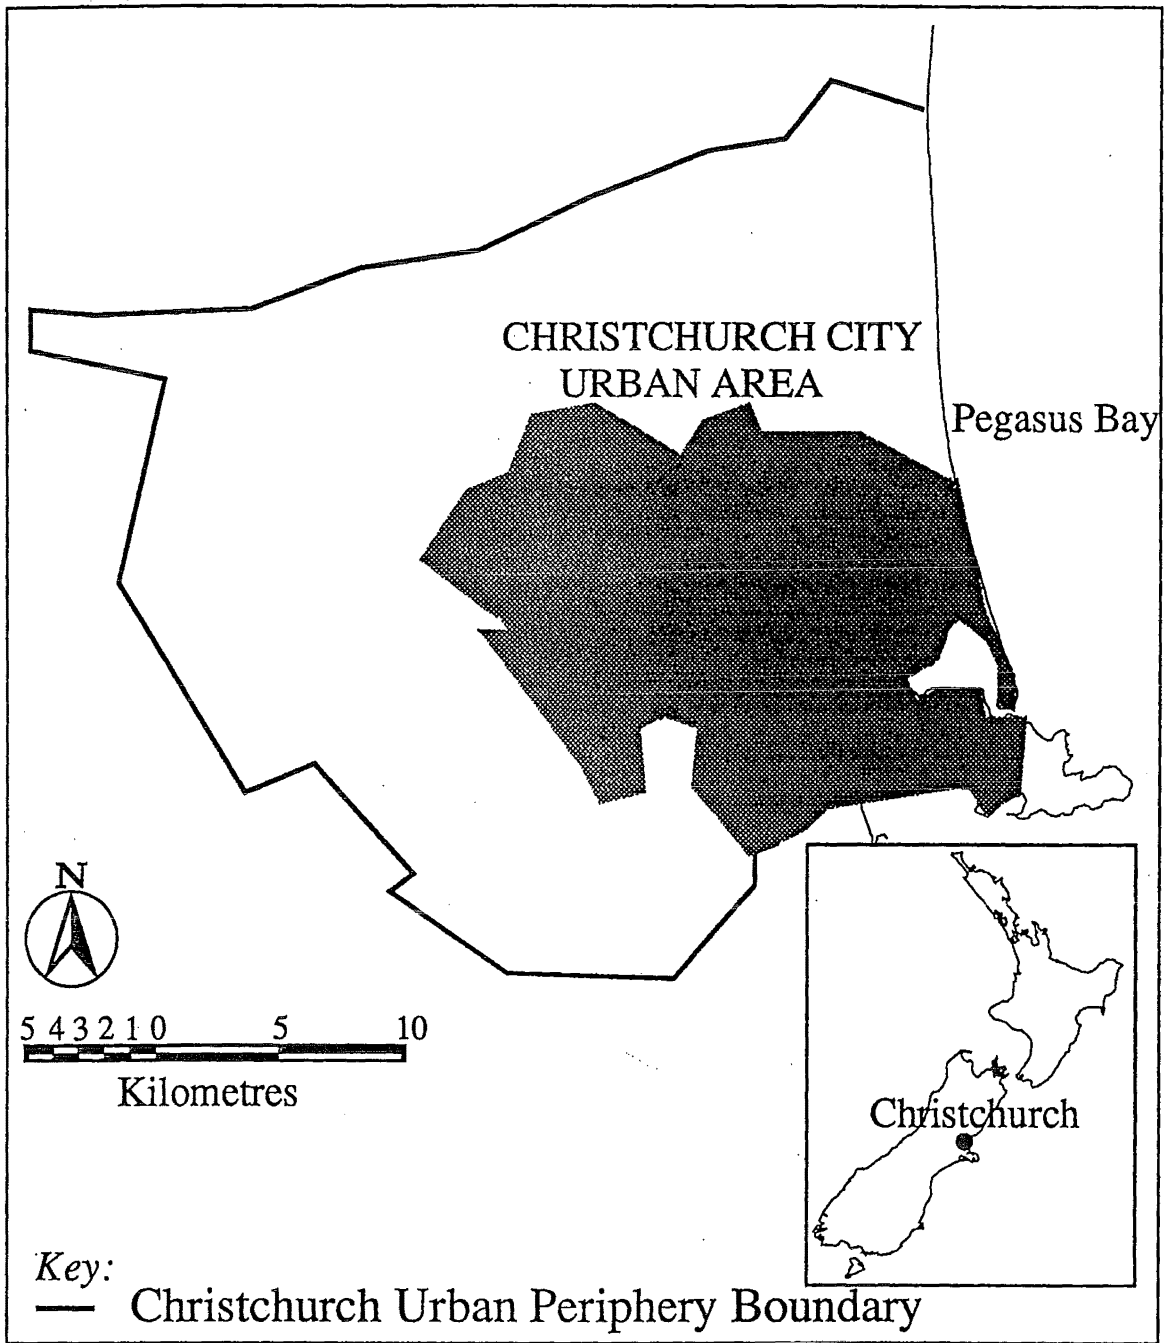 CHRISTCHURCH CITY
URBAN AREA
Pegasus Bay
N
5 4 3 2 1 0 5 10
Kilometres
Christchurch
Key:
Christchurch Urban Periphery Boundary